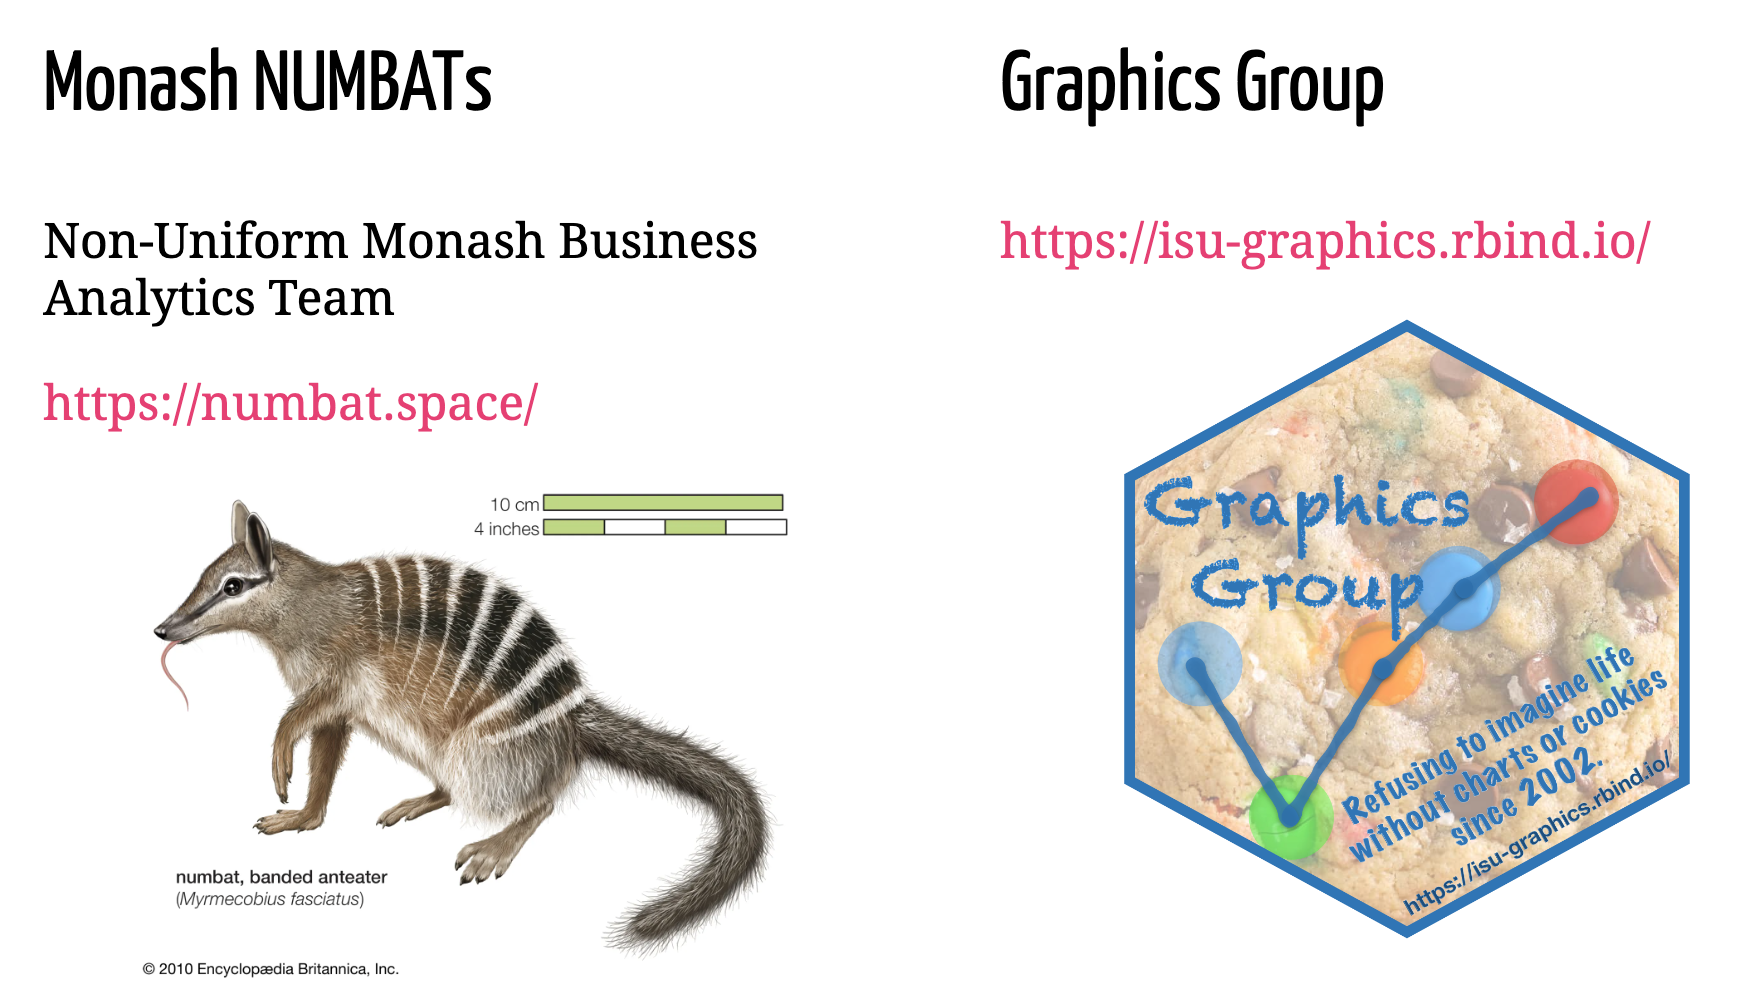 Monash NUMBATs
Non-Uniform Monash Business
Analytics Team
https://numbat.space/
10 cm
4 inches
numbat, banded anteater
(Myrmecobius fasciatus)
© 2010 Encyclopædia Britannica, Inc.
Graphics Group
https://isu-graphics.rbind.io/
Graphics
Group
Refusing to imagine life
without charts or cookies
since 2002.
https://isu-graphics.rbind.io/